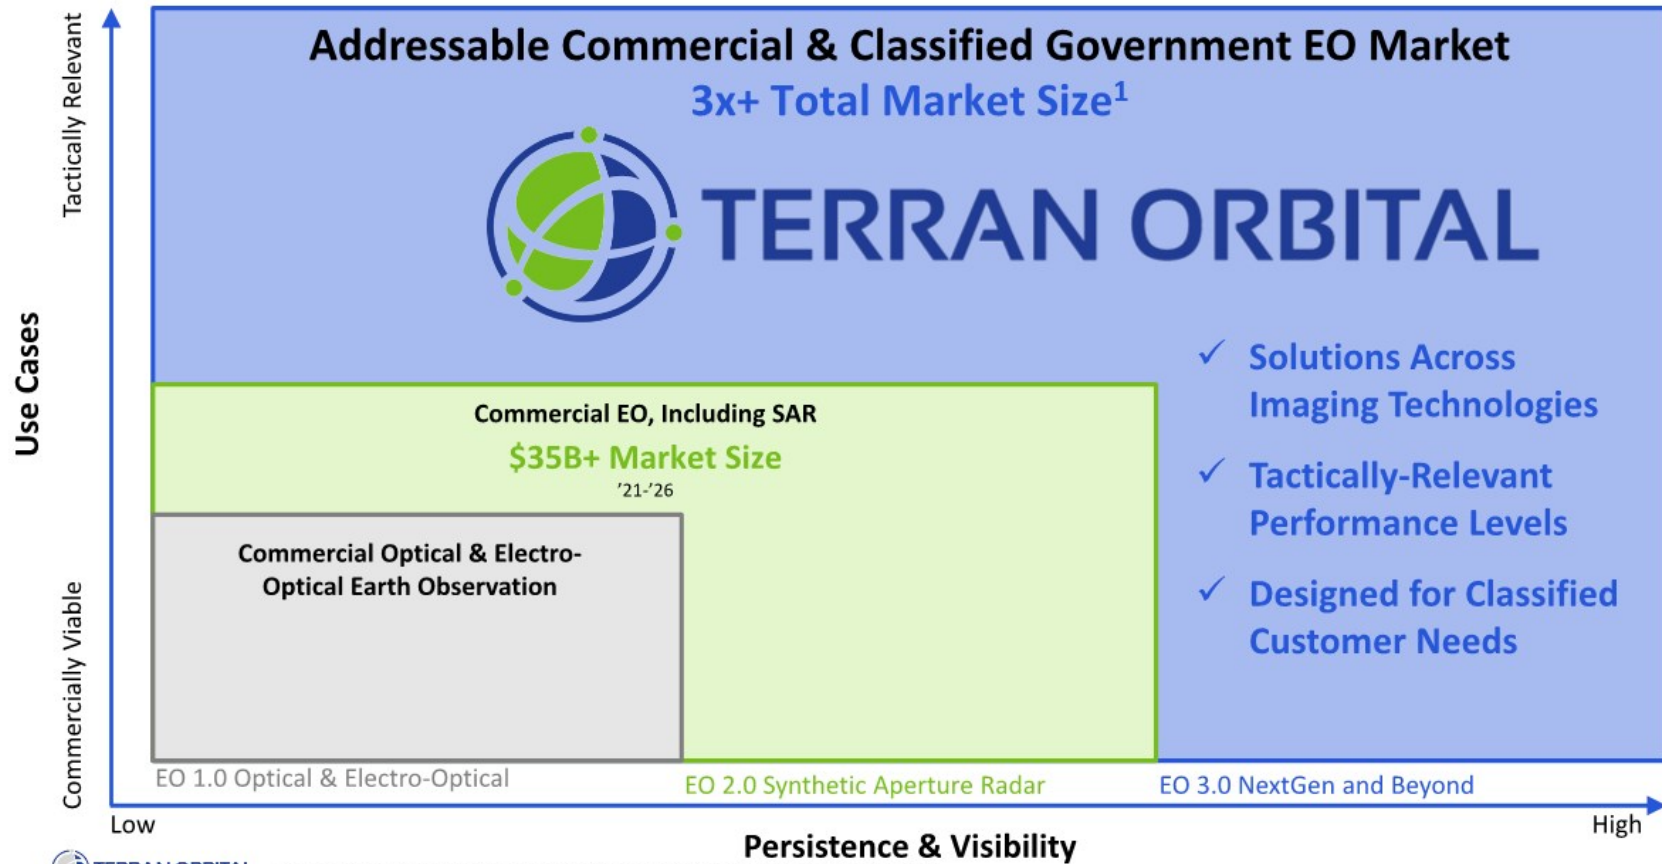 Addressable Commercial & Classified Government EO Market
3x+ Total Market Size¹
TERRAN ORBITAL
Tactically Relevant
Use Cases
Commercially Viable
Solutions Across
Imaging Technologies
Tactically-Relevant
Performance Levels
Designed for Classified
Customer Needs
Commercial EO, Including SAR
$35B+ Market Size
’21-’26
Commercial Optical & Electro-
Optical Earth Observation
EO 1.0 Optical & Electro-Optical
EO 2.0 Synthetic Aperture Radar
EO 3.0 NextGen and Beyond
Low
High
Persistence & Visibility
TERRAN ORBITAL